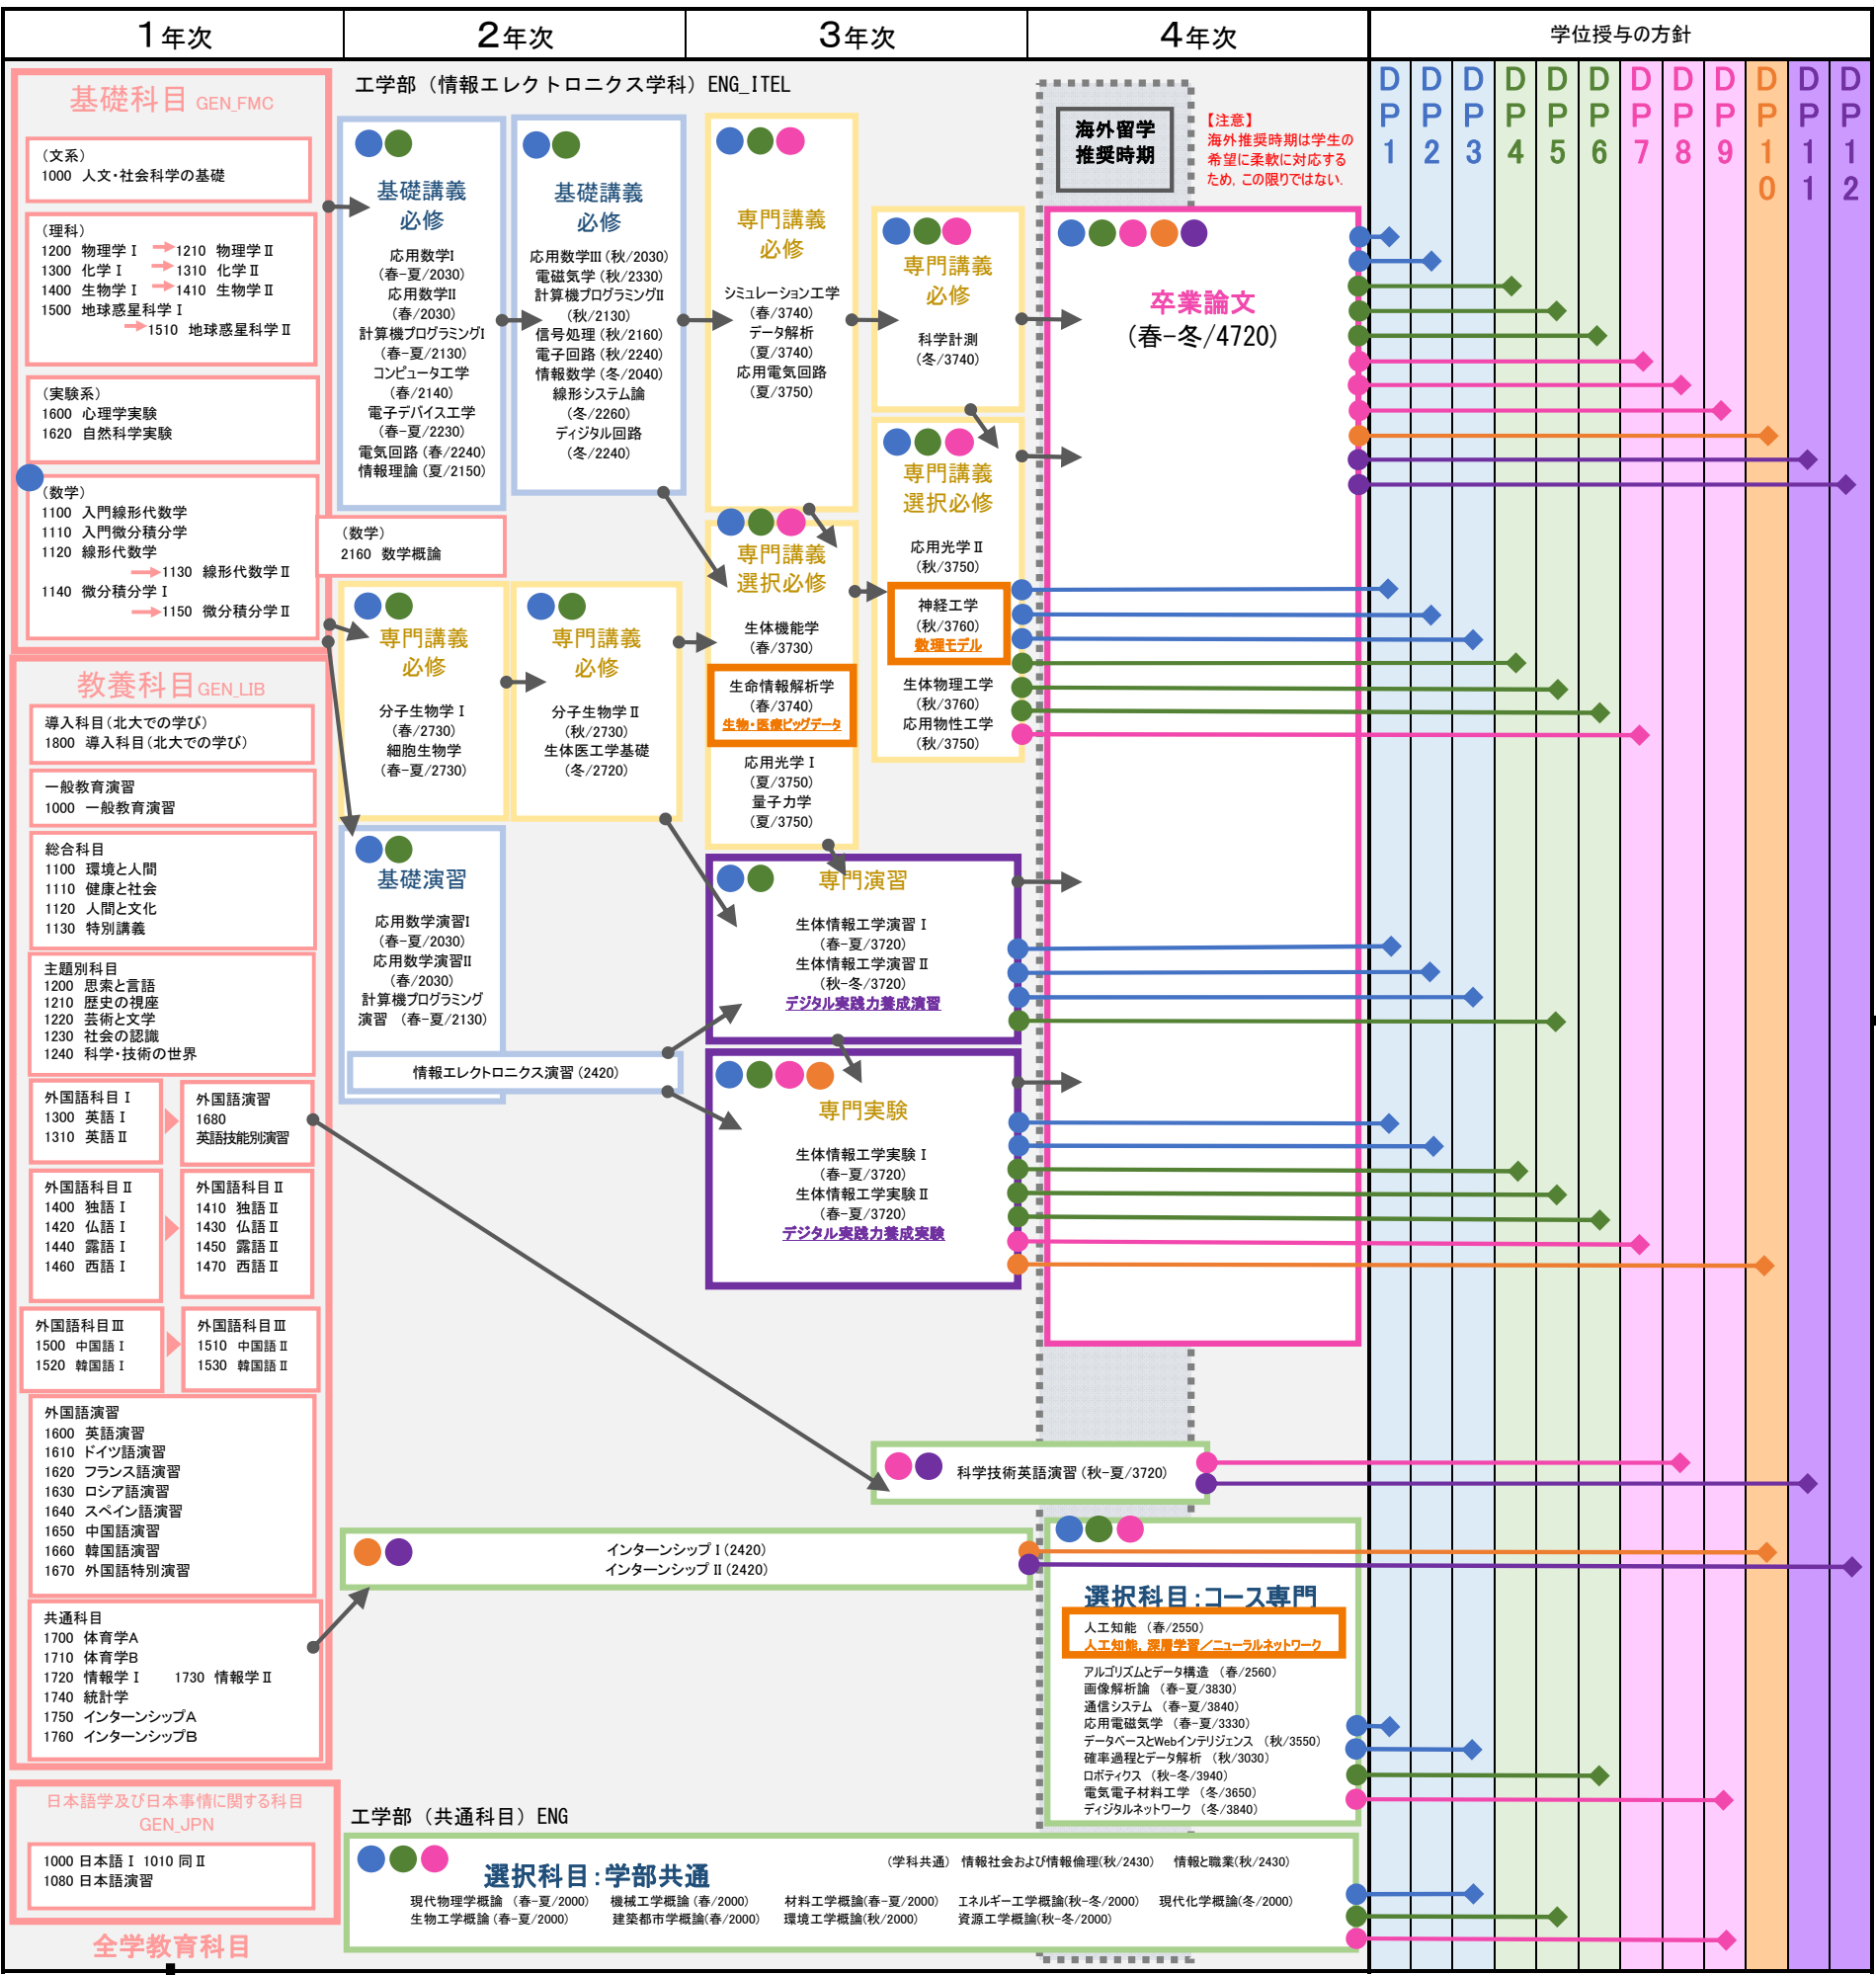 1年次
2年次
3年次
4年次
学位授与の方針
基礎科目 GEN_FMC
(文系)
1000 人文・社会科学の基礎
(理科)
1200 物理学Ⅰ 1210 物理学Ⅱ
1300 化学Ⅰ 1310 化学Ⅱ
1400 生物学Ⅰ 1410 生物学Ⅱ
1500 地球惑星科学Ⅰ
1510 地球惑星科学Ⅱ
(実験系)
1600 心理学実験
1620 自然科学実験
(数学)
1100 入門線形代数学
1110 入門微分積分学
1120 線形代数学
1130 線形代数学Ⅱ
1140 微分積分学Ⅰ
1150 微分積分学Ⅱ
(数学)
2160 数学概論
教養科目GEN_LIB
導入科目(北大での学び)
1800 導入科目(北大での学び)
一般教育演習
1000 一般教育演習
総合科目
1100 環境と人間
1110 健康と社会
1120 人間と文化
1130 特別講義
主題別科目
1200 思索と言語
1210 歴史の視座
1220 芸術と文学
1230 社会の認識
1240 科学・技術の世界
外国語科目Ⅰ
1300 英語Ⅰ
1310 英語Ⅱ
外国語演習
1680
英語技能別演習
外国語科目Ⅱ
1400 独語Ⅰ
1420 仏語Ⅰ
1440 露語Ⅰ
1460 西語Ⅰ
外国語科目Ⅱ
1410 独語Ⅱ
1430 仏語Ⅱ
1450 露語Ⅱ
1470 西語Ⅱ
外国語科目Ⅲ
1500 中国語Ⅰ
1520 韓国語Ⅰ
外国語科目Ⅲ
1510 中国語Ⅱ
1530 韓国語Ⅱ
外国語演習
1600 英語演習
1610 ドイツ語演習
1620 フランス語演習
1630 ロシア語演習
1640 スペイン語演習
1650 中国語演習
1660 韓国語演習
1670 外国語特別演習
共通科目
1700 体育学A
1710 体育学B
1720 情報学Ⅰ 1730 情報学Ⅱ
1740 統計学
1750 インターンシップA
1760 インターンシップB
日本語学及び日本事情に関する科目
GEN_JPN
1000 日本語Ⅰ 1010 同Ⅱ
1080 日本語演習
全学教育科目
工学部(情報エレクトロニクス学科)ENG_ITEL
基礎講義
必修
応用数学I
(春-夏/2030)
応用数学II
(春/2030)
計算機プログラミングI
(春-夏/2130)
コンピュータ工学
(春/2140)
電子デバイス工学
(春-夏/2230)
電気回路(春/2240)
情報理論(夏/2150)
基礎講義
必修
応用数学III(秋/2030)
電磁気学(秋/2330)
計算機プログラミングII
(秋/2130)
信号処理(秋/2160)
電子回路(秋/2240)
情報数学(冬/2040)
線形システム論
(冬/2260)
ディジタル回路
(冬/2240)
専門講義
必修
分子生物学Ⅰ
(春/2730)
細胞生物学
(春-夏/2730)
専門講義
必修
分子生物学Ⅱ
(秋/2730)
生体医工学基礎
(冬/2720)
基礎演習
応用数学演習I
(春-夏/2030)
応用数学演習II
(春/2030)
計算機プログラミング
演習 (春-夏/2130)
情報エレクトロニクス演習(2420)
専門講義
必修
シミュレーション工学
(春/3740)
データ解析
(夏/3740)
応用電気回路
(夏/3750)
専門講義
必修
科学計測
(冬/3740)
専門講義
選択必修
生体機能学
(春/3730)
生命情報解析学
(春/3740)
生物・医療ビッグデータ
応用光学Ⅰ
(夏/3750)
量子力学
(夏/3750)
専門講義
選択必修
応用光学Ⅱ
(秋/3750)
神経工学
(秋/3760)
数理モデル
生体物理工学
(秋/3760)
応用物性工学
(秋/3750)
専門演習
生体情報工学演習Ⅰ
(春-夏/3720)
生体情報工学演習Ⅱ
(秋-冬/3720)
デジタル実践力養成演習
専門実験
生体情報工学実験Ⅰ
(春-夏/3720)
生体情報工学実験Ⅱ
(春-夏/3720)
デジタル実践力養成実験
海外留学
推奨時期
【注意】
海外推奨時期は学生の
希望に柔軟に対応する
ため,この限りではない.
卒業論文
(春-冬/4720)
科学技術英語演習(秋-夏/3720)
インターンシップⅠ(2420)
インターンシップⅡ(2420)
選択科目:コース専門
人工知能 (春/2550)
人工知能,深層学習/ニューラルネットワーク
アルゴリズムとデータ構造 (春/2560)
画像解析論 (春-夏/3830)
通信システム (春-夏/3840)
応用電磁気学 (春-夏/3330)
データベースとWebインテリジェンス (秋/3550)
確率過程とデータ解析 (秋/3030)
ロボティクス (秋-冬/3940)
電気電子材料工学 (冬/3650)
ディジタルネットワーク (冬/3840)
工学部(共通科目)ENG
選択科目:学部共通
(学科共通) 情報社会および情報倫理(秋/2430) 情報と職業(秋/2430)
現代物理学概論 (春-夏/2000) 機械工学概論(春/2000) 材料工学概論(春-夏/2000) エネルギー工学概論(秋-冬/2000) 現代化学概論(冬/2000)
生物工学概論(春-夏/2000) 建築都市学概論(春/2000) 環境工学概論(秋/2000) 資源工学概論(秋-冬/2000)
DP1
DP2
DP3
DP4
DP5
DP6
DP7
DP8
DP9
DP10
DP11
DP12